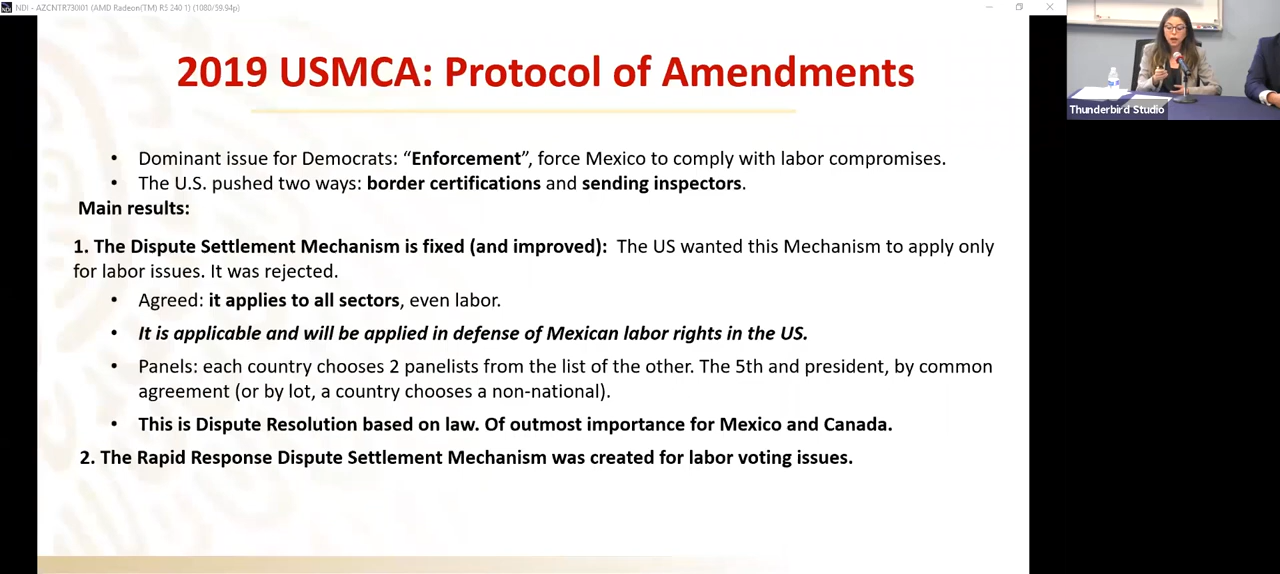 NDI - AZCNTR730I01 (AMD Radeon(TM) R5 240 1) (1080/59.94p)
Thunderbird Studio
2019 USMCA: Protocol of Amendments
• Dominant issue for Democrats: “Enforcement”, force Mexico to comply with labor compromises.
• The U.S. pushed two ways: border certifications and sending inspectors.
Main results:
1. The Dispute Settlement Mechanism is fixed (and improved): The US wanted this Mechanism to apply only
for labor issues. It was rejected.
• Agreed: it applies to all sectors, even labor.
• It is applicable and will be applied in defense of Mexican labor rights in the US.
• Panels: each country chooses 2 panelists from the list of the other. The 5th and president, by common
agreement (or by lot, a country chooses a non-national).
• This is Dispute Resolution based on law. Of outmost importance for Mexico and Canada.
2. The Rapid Response Dispute Settlement Mechanism was created for labor voting issues.